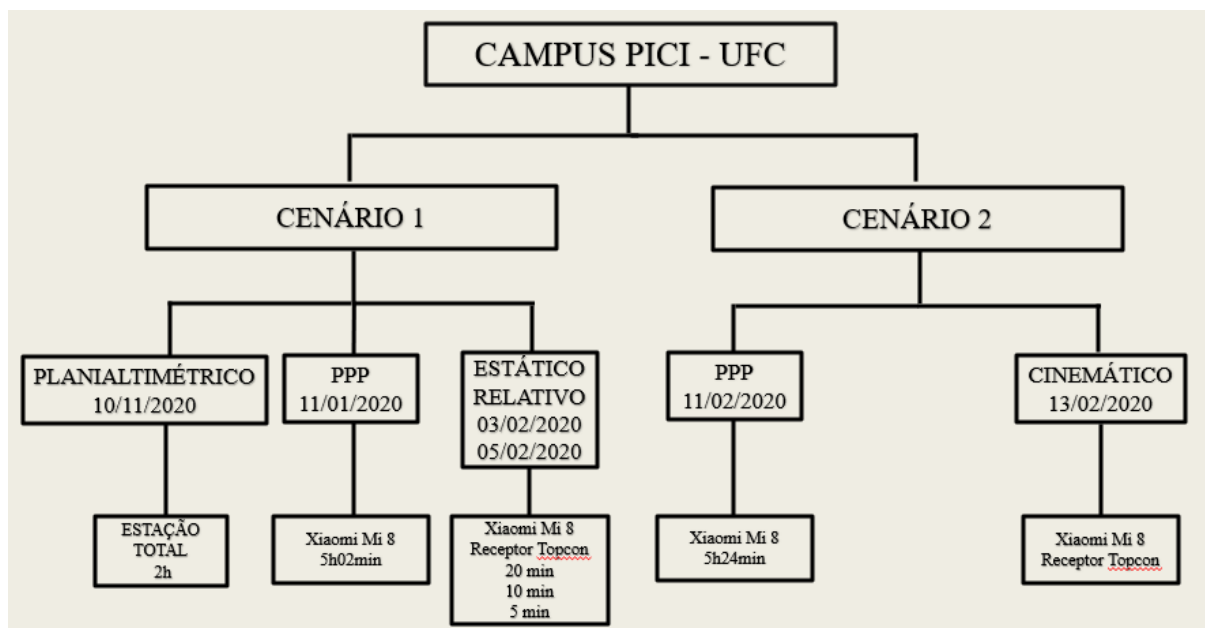 CAMPUS PICI - UFC
CENÁRIO 1
CENÁRIO 2
PLANIALTIMÉTRICO
10/11/2020
PPP
11/01/2020
ESTÁTICO
RELATIVO
03/02/2020
05/02/2020
PPP
11/02/2020
CINEMÁTICO
13/02/2020
ESTAÇÃO
TOTAL
2h
Xiaomi Mi 8
5h02min
Xiaomi Mi 8
Receptor Topcon
20 min
10 min
5 min
Xiaomi Mi 8
5h24min
Xiaomi Mi 8
Receptor Topcon